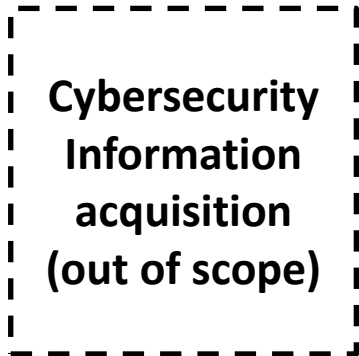 Cybersecurity
Information
acquisition
(out of scope)